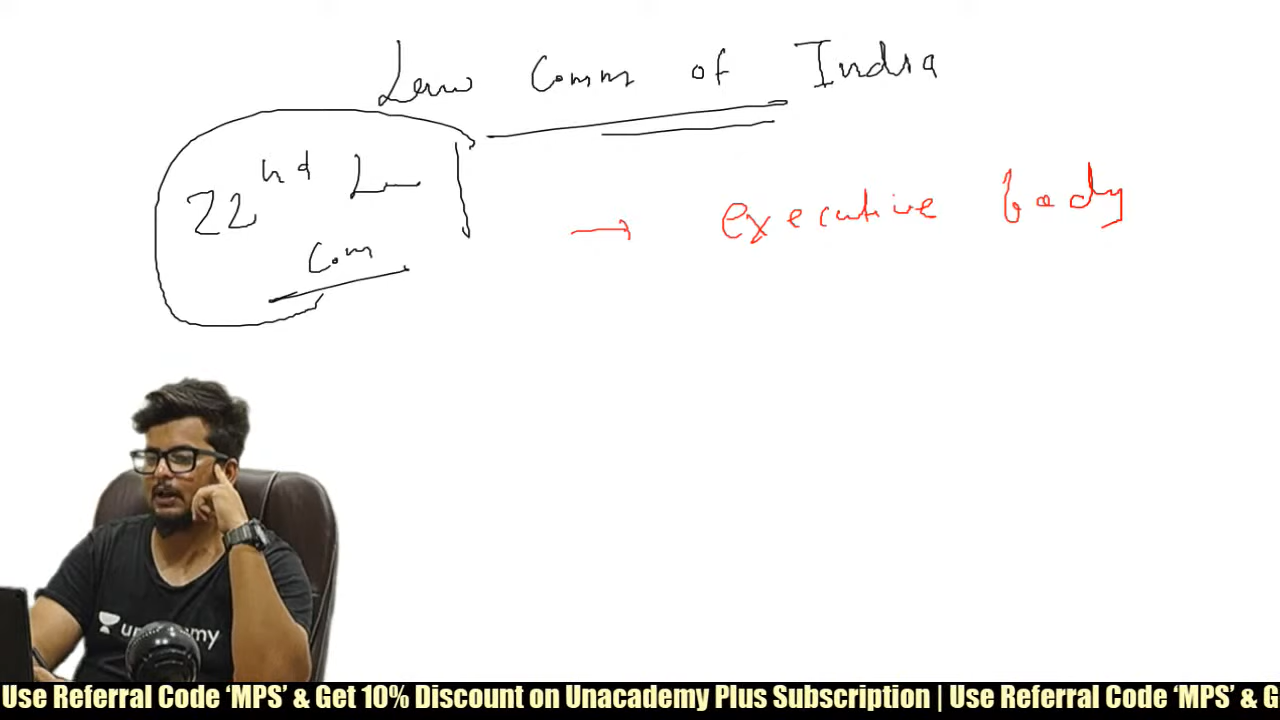 Law Comm of India
22nd Law
Com
→ executive body
unacademy
Use Referral Code ‘MPS’ & Get 10% Discount on Unacademy Plus Subscription | Use Referral Code ‘MPS’ & G